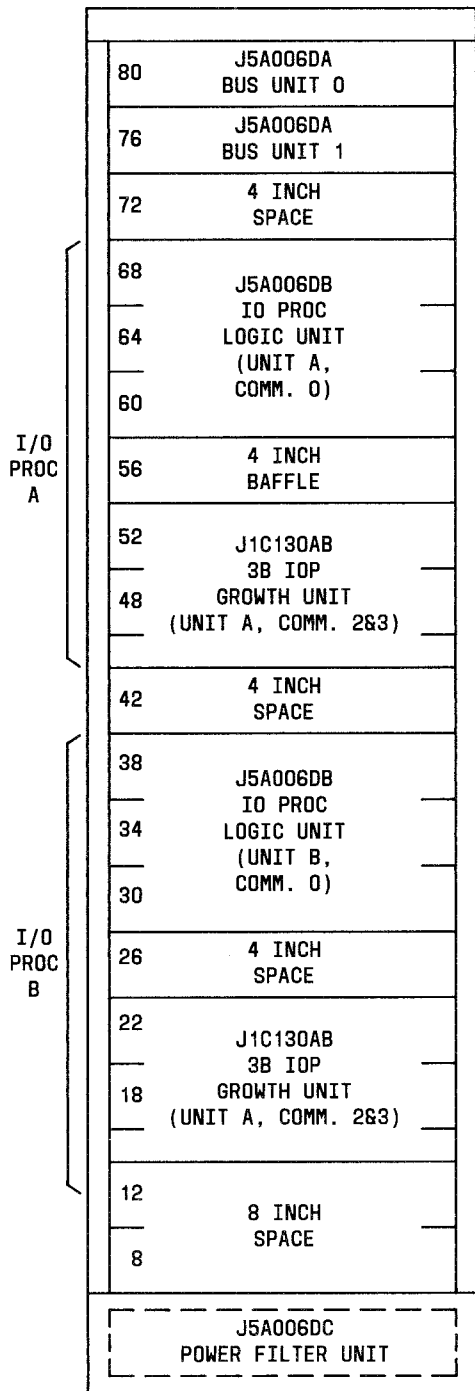 80 J5A006DA
BUS UNIT 0
76 J5A006DA
BUS UNIT 1
72 4 INCH
SPACE
I/O
PROC
A
68
64
60
J5A006DB
IO PROC
LOGIC UNIT
(UNIT A,
COMM. 0)
56 4 INCH
BAFFLE
52
48
J1C130AB
3B IOP
GROWTH UNIT
(UNIT A, COMM. 2&3)
42 4 INCH
SPACE
I/O
PROC
B
38
34
30
J5A006DB
IO PROC
LOGIC UNIT
(UNIT B,
COMM. 0)
26 4 INCH
SPACE
22
18
J1C130AB
3B IOP
GROWTH UNIT
(UNIT A, COMM. 2&3)
12
8
8 INCH
SPACE
J5A006DC
POWER FILTER UNIT